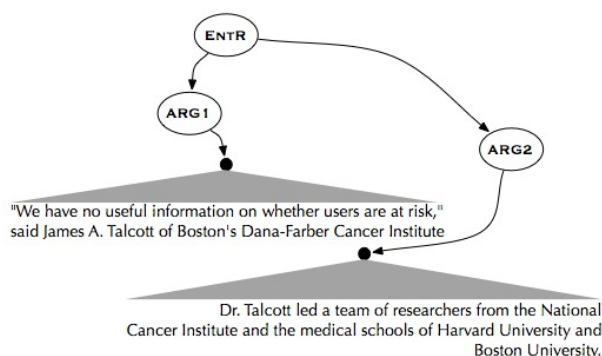 ENTR
ARG1
ARG2
"We have no useful information on whether users are at risk,"
said James A. Talcott of Boston's Dana-Farber Cancer Institute
Dr. Talcott led a team of researchers from the National
Cancer Institute and the medical schools of Harvard University and
Boston University.